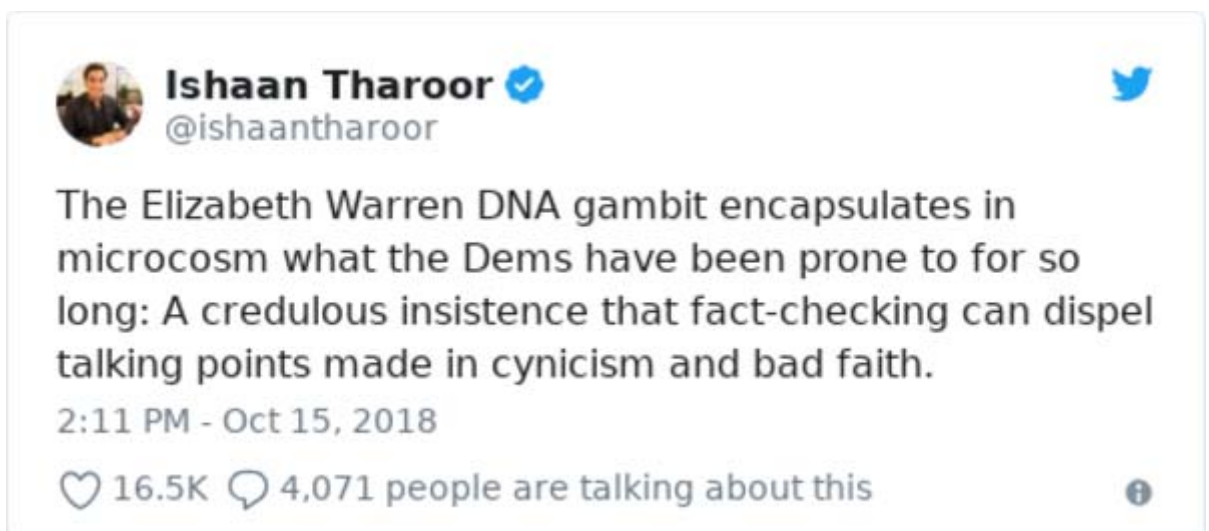 Ishaan Tharoor
@ishaantharoor
The Elizabeth Warren DNA gambit encapsulates in
microcosm what the Dems have been prone to for so
long: A credulous insistence that fact-checking can dispel
talking points made in cynicism and bad faith.
2:11 PM - Oct 15, 2018
16.5K 4,071 people are talking about this